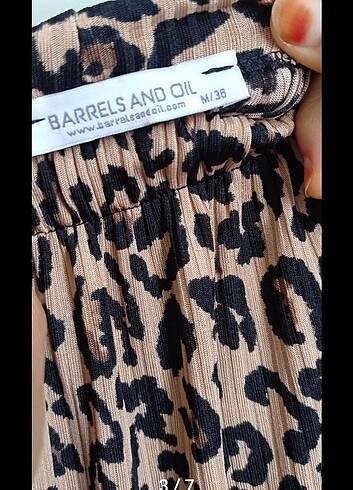 BARRELS AND OIL
www.barrelsandoil.com
M/38
3 / 7